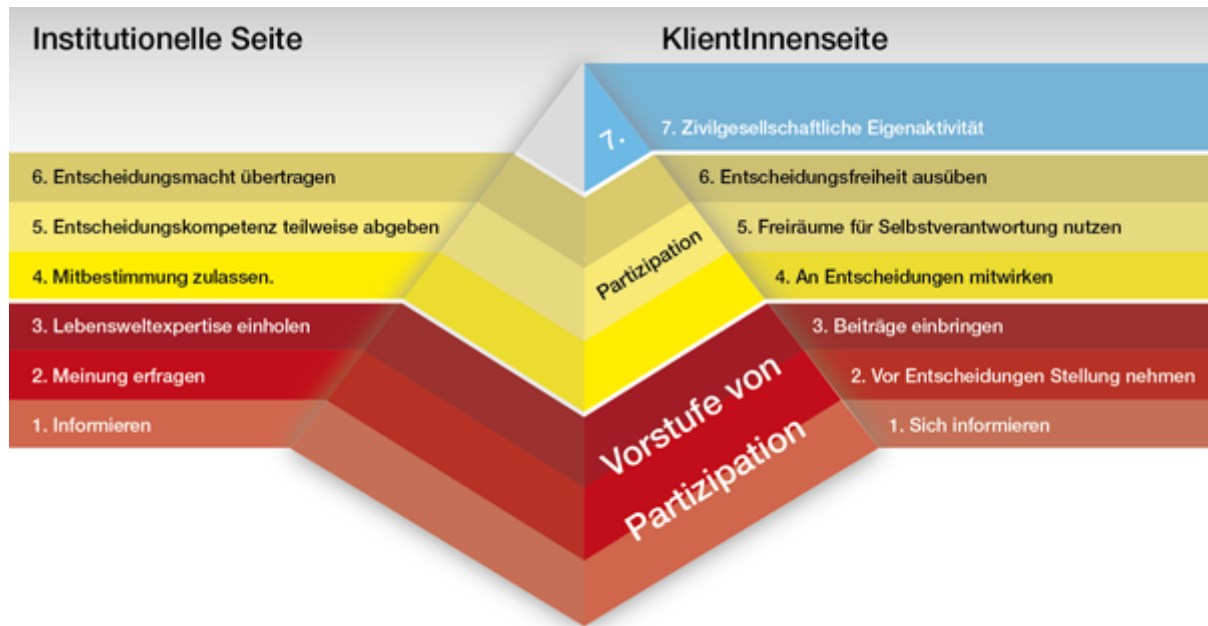 Institutionelle Seite
KlientInnenseite
7.
7. Zivilgesellschaftliche Eigenaktivität
6. Entscheidungsmacht übertragen
6. Entscheidungsfreiheit ausüben
5. Entscheidungskompetenz teilweise abgeben
5. Freiräume für Selbstverantwortung nutzen
Partizipation
4. Mitbestimmung zulassen.
4. An Entscheidungen mitwirken
3. Lebensweltexpertise einholen
3. Beiträge einbringen
2. Meinung erfragen
2. Vor Entscheidungen Stellung nehmen
1. Informieren
1. Sich informieren
Vorstufe von
Partizipation